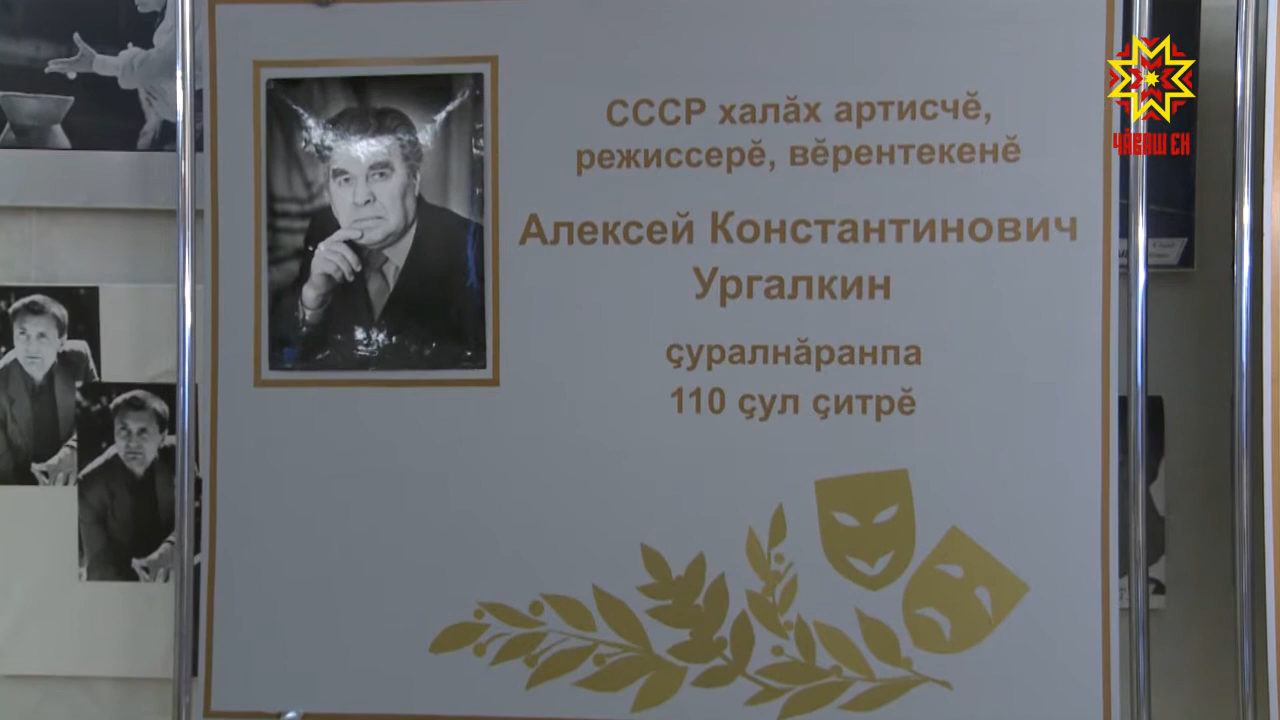 СССР халӑх артисчӗ,
режиссерӗ, вӗрентекенӗ
Алексей Константинович
Ургалкин
ҫуралнӑранпа
110 ҫул ҫитрӗ
ЧӐВАШ ЕН